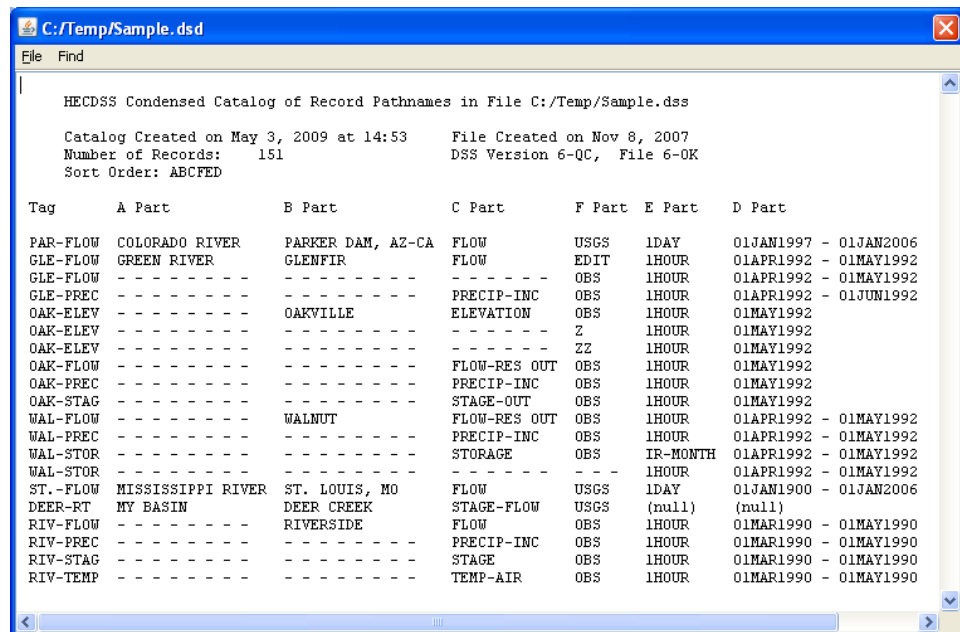 C:/Temp/Sample.dsd
File Find
HECDSS Condensed Catalog of Record Pathnames in File C:/Temp/Sample.dss
Catalog Created on May 3, 2009 at 14:53 File Created on Nov 8, 2007
Number of Records: 151 DSS Version 6-QC, File 6-OK
Sort Order: ABCFED
Tag A Part B Part C Part F Part E Part D Part
PAR-FLOW COLORADO RIVER PARKER DAM, AZ-CA FLOW USGS 1DAY 01JAN1997 - 01JAN2006
GLE-FLOW GREEN RIVER GLENFIR FLOW EDIT 1HOUR 01APR1992 - 01MAY1992
GLE-FLOW - - - - - - - - - - - - - - - - - - - - - - OBS 1HOUR 01APR1992 - 01MAY1992
GLE-PREC - - - - - - - - - - - - - - - - PRECIP-INC OBS 1HOUR 01APR1992 - 01JUN1992
OAK-ELEV - - - - - - - - OAKVILLE ELEVATION OBS 1HOUR 01MAY1992
OAK-ELEV - - - - - - - - - - - - - - - - - - - - - - Z 1HOUR 01MAY1992
OAK-ELEV - - - - - - - - - - - - - - - - - - - - - - ZZ 1HOUR 01MAY1992
OAK-FLOW - - - - - - - - - - - - - - - - FLOW-RES OUT OBS 1HOUR 01MAY1992
OAK-PREC - - - - - - - - - - - - - - - - PRECIP-INC OBS 1HOUR 01MAY1992
OAK-STAG - - - - - - - - - - - - - - - - STAGE-OUT OBS 1HOUR 01MAY1992
WAL-FLOW - - - - - - - - WALNUT FLOW-RES OUT OBS 1HOUR 01APR1992 - 01MAY1992
WAL-PREC - - - - - - - - - - - - - - - - PRECIP-INC OBS 1HOUR 01APR1992 - 01MAY1992
WAL-STOR - - - - - - - - - - - - - - - - STORAGE OBS IR-MONTH 01APR1992 - 01MAY1992
WAL-STOR - - - - - - - - - - - - - - - - - - - - - - - - - 1HOUR 01APR1992 - 01MAY1992
ST.-FLOW MISSISSIPPI RIVER ST. LOUIS, MO FLOW USGS 1DAY 01JAN1900 - 01JAN2006
DEER-RT MY BASIN DEER CREEK STAGE-FLOW USGS (null) (null)
RIV-FLOW - - - - - - - - RIVERSIDE FLOW OBS 1HOUR 01MAR1990 - 01MAY1990
RIV-PREC - - - - - - - - - - - - - - - - PRECIP-INC OBS 1HOUR 01MAR1990 - 01MAY1990
RIV-STAG - - - - - - - - - - - - - - - - STAGE OBS 1HOUR 01MAR1990 - 01MAY1990
RIV-TEMP - - - - - - - - - - - - - - - - TEMP-AIR OBS 1HOUR 01MAR1990 - 01MAY1990